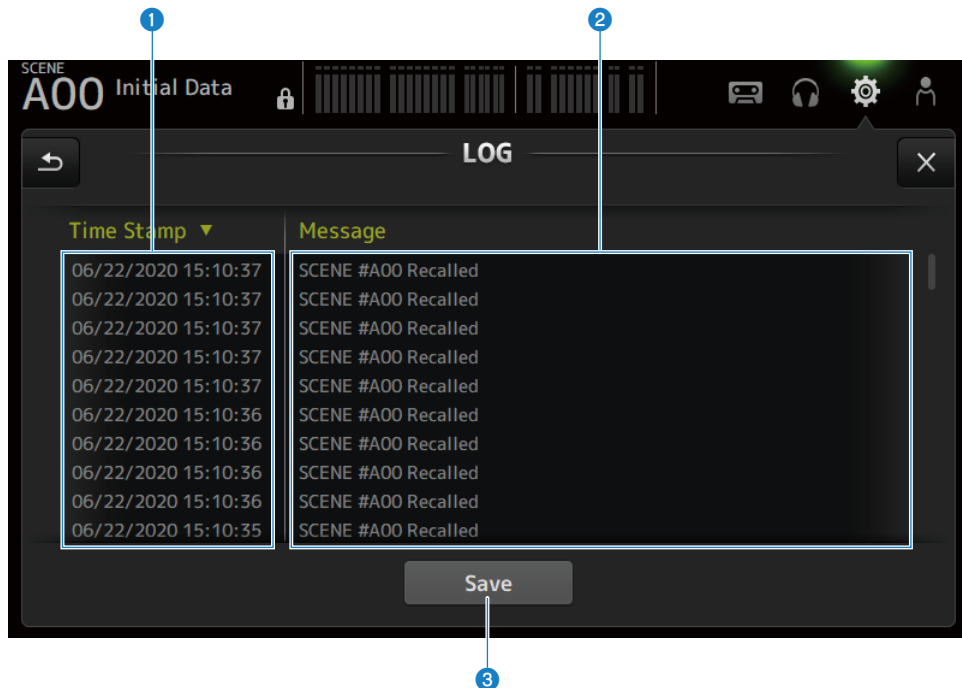 1 2
SCENE
A00 Initial Data
LOG
Time Stamp ▼ Message
06/22/2020 15:10:37 SCENE #A00 Recalled
06/22/2020 15:10:37 SCENE #A00 Recalled
06/22/2020 15:10:37 SCENE #A00 Recalled
06/22/2020 15:10:37 SCENE #A00 Recalled
06/22/2020 15:10:37 SCENE #A00 Recalled
06/22/2020 15:10:36 SCENE #A00 Recalled
06/22/2020 15:10:36 SCENE #A00 Recalled
06/22/2020 15:10:36 SCENE #A00 Recalled
06/22/2020 15:10:36 SCENE #A00 Recalled
06/22/2020 15:10:35 SCENE #A00 Recalled
Save
3